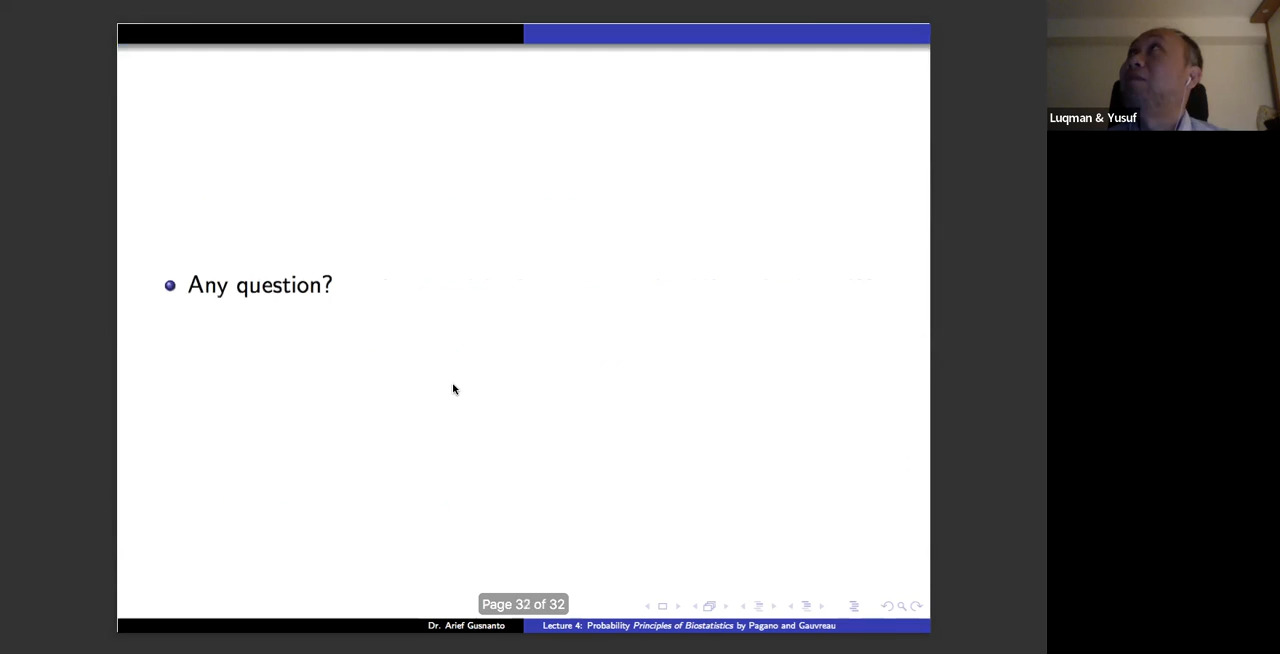 Luqman & Yusuf
Any question?
Page 32 of 32
Dr. Arief Gusnanto
Lecture 4: Probability Principles of Biostatistics by Pagano and Gauvreau